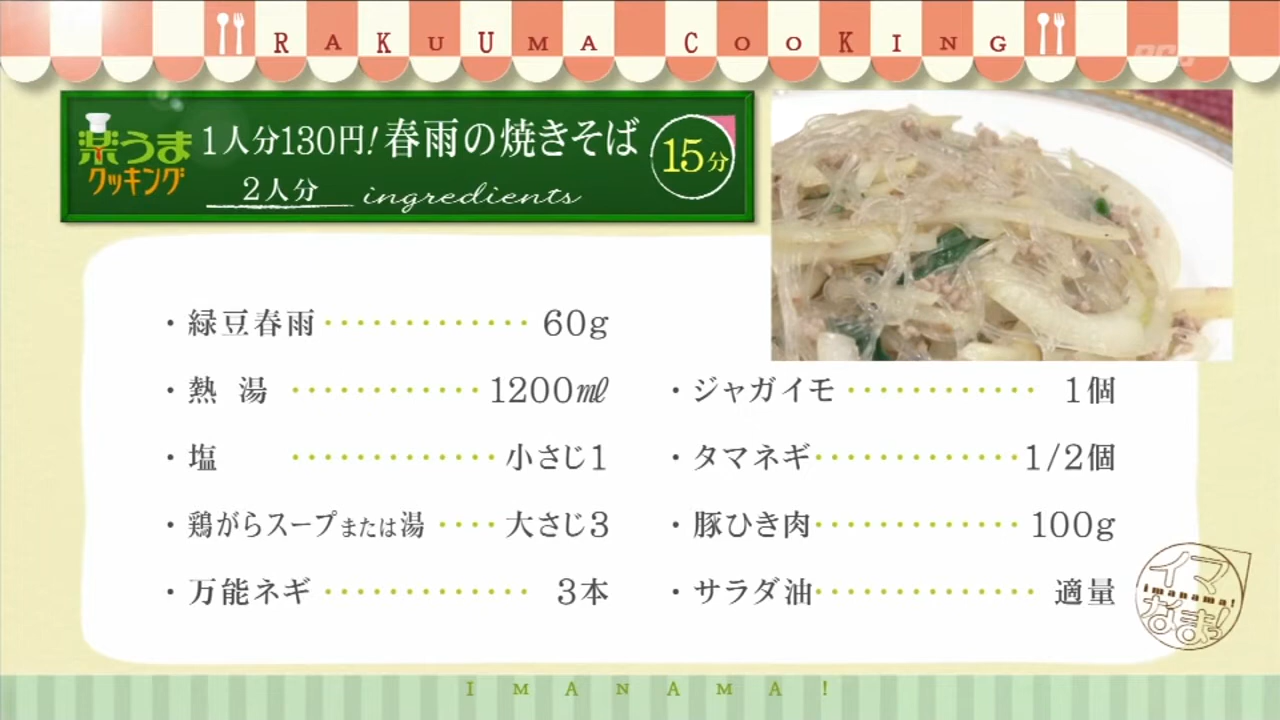 RAKUUMA COOKING
RCC
楽うま
クッキング
1人分130円!春雨の焼きそば
2人分 ingredients
15分
・緑豆春雨 60g
・熱 湯 1200㎖
・塩 小さじ1
・鶏がらスープまたは湯 大さじ3
・万能ネギ 3本
・ジャガイモ 1個
・タマネギ 1/2個
・豚ひき肉 100g
・サラダ油 適量
イマ
imanama!
なまっ!
IMANAMA!